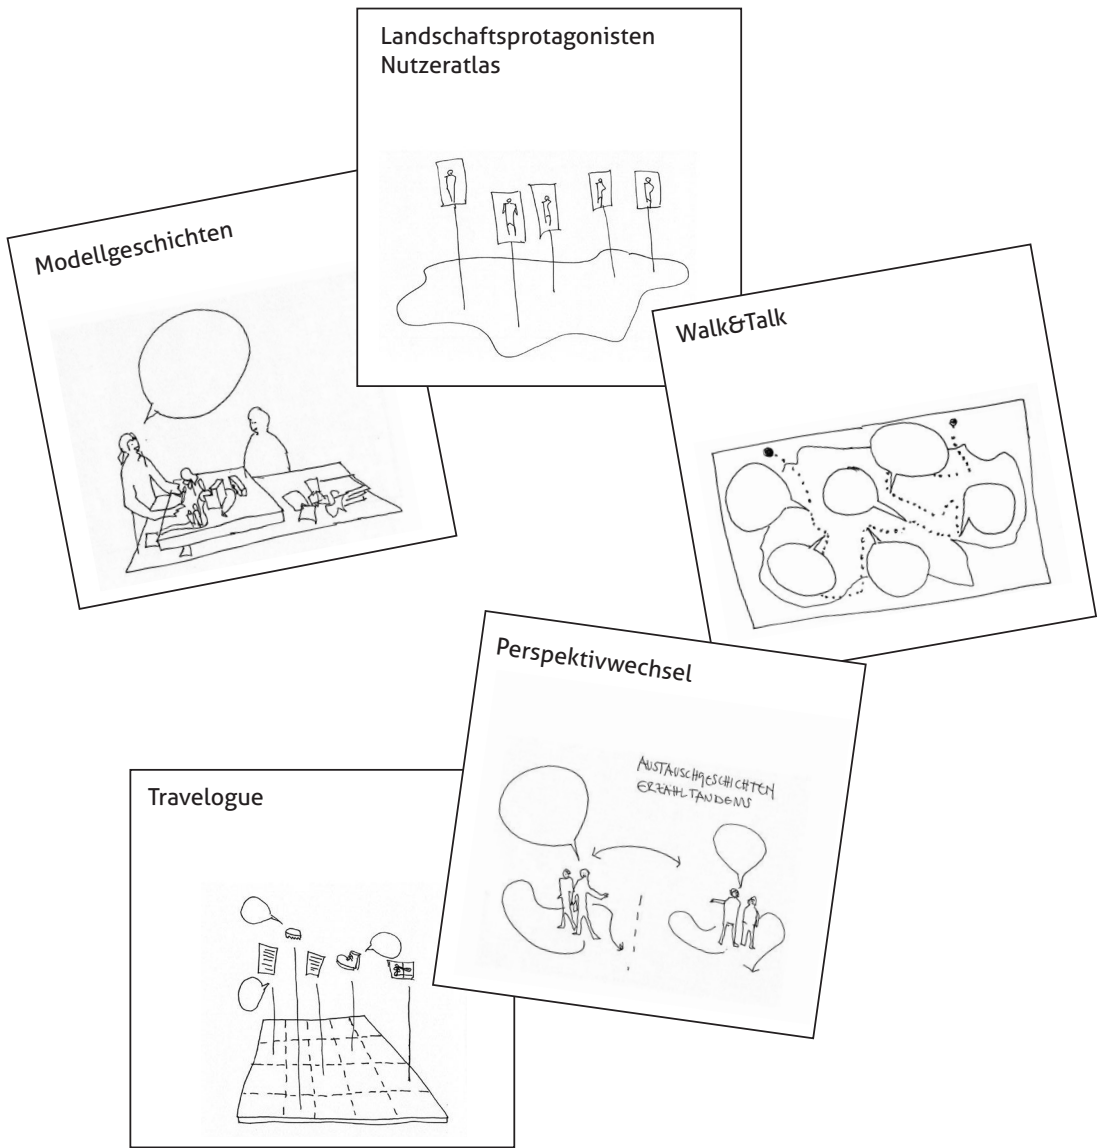 Landschaftsprotagonisten
Nutzeratlas
Modellgeschichten
Walk&Talk
Perspektivwechsel
AUSTAUSCHGESCHICHTEN
ERZÄHLTANDEMS
Travelogue